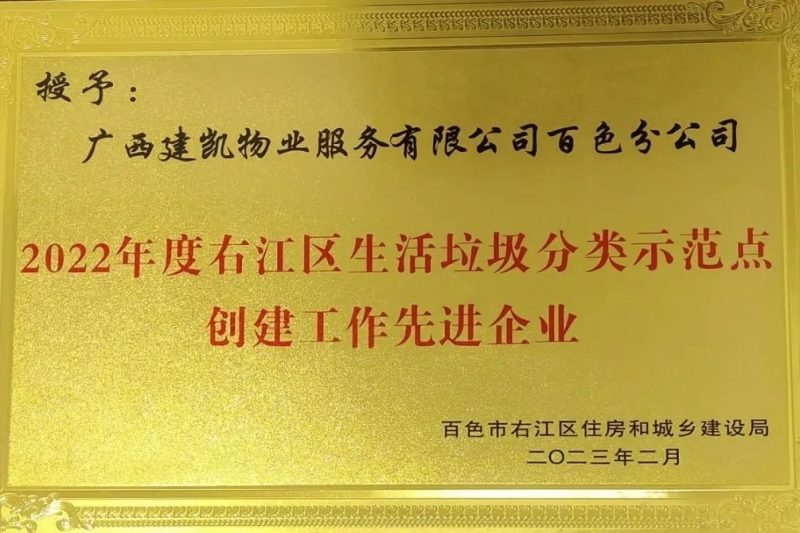 授予：
广西建凯物业服务有限公司百色分公司
2022年度右江区生活垃圾分类示范点
创建工作先进企业
百色市右江区住房和城乡建设局
二〇二三年二月